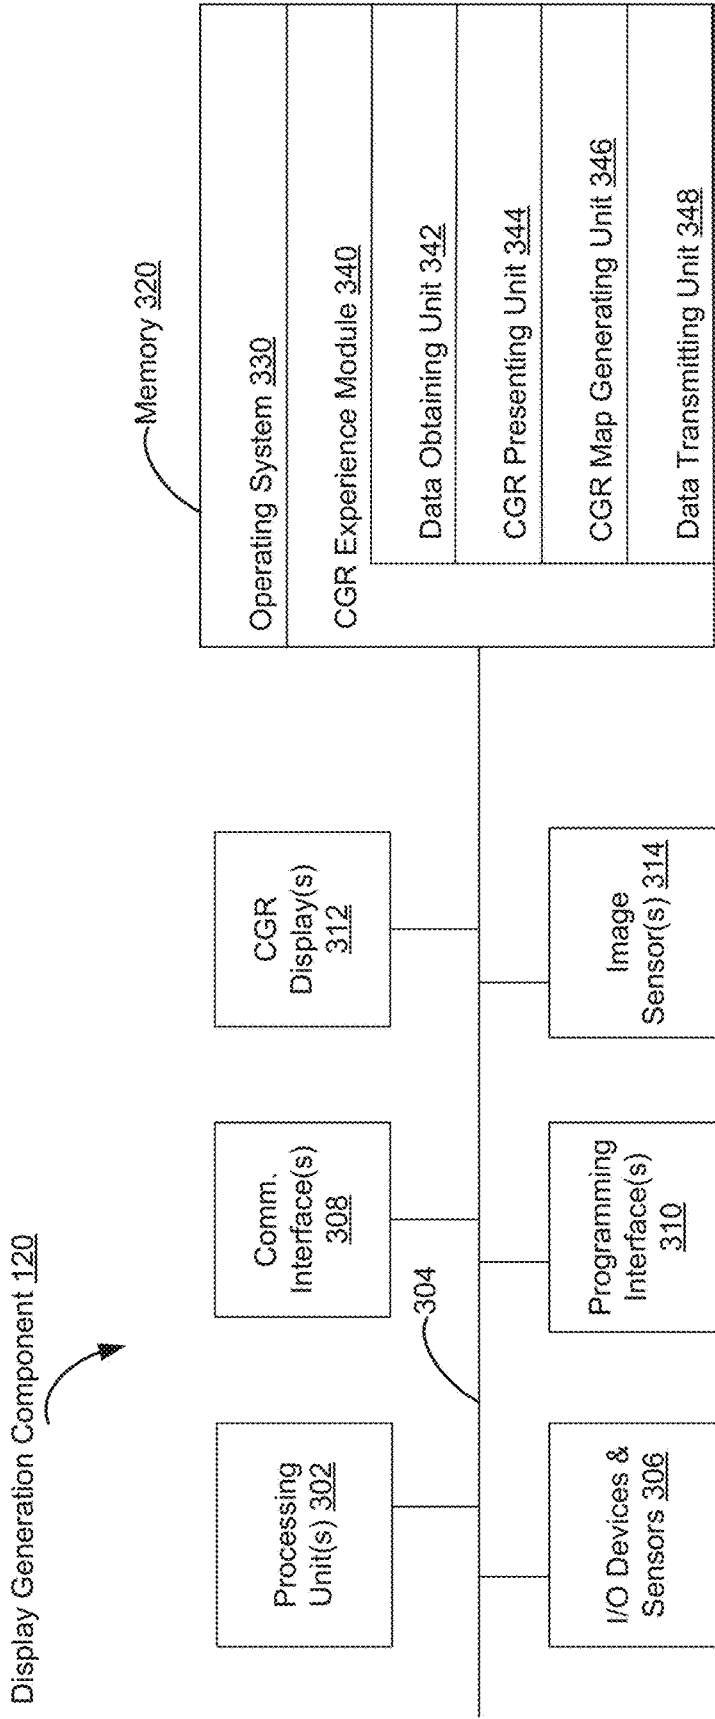 Display Generation Component 120
Processing
Unit(s) 302
Comm.
Interface(s)
308
CGR
Display(s)
312
Memory 320
Operating System 330
CGR Experience Module 340
Data Obtaining Unit 342
CGR Presenting Unit 344
CGR Map Generating Unit 346
Data Transmitting Unit 348
304
I/O Devices &
Sensors 306
Programming
Interface(s)
310
Image
Sensor(s) 314